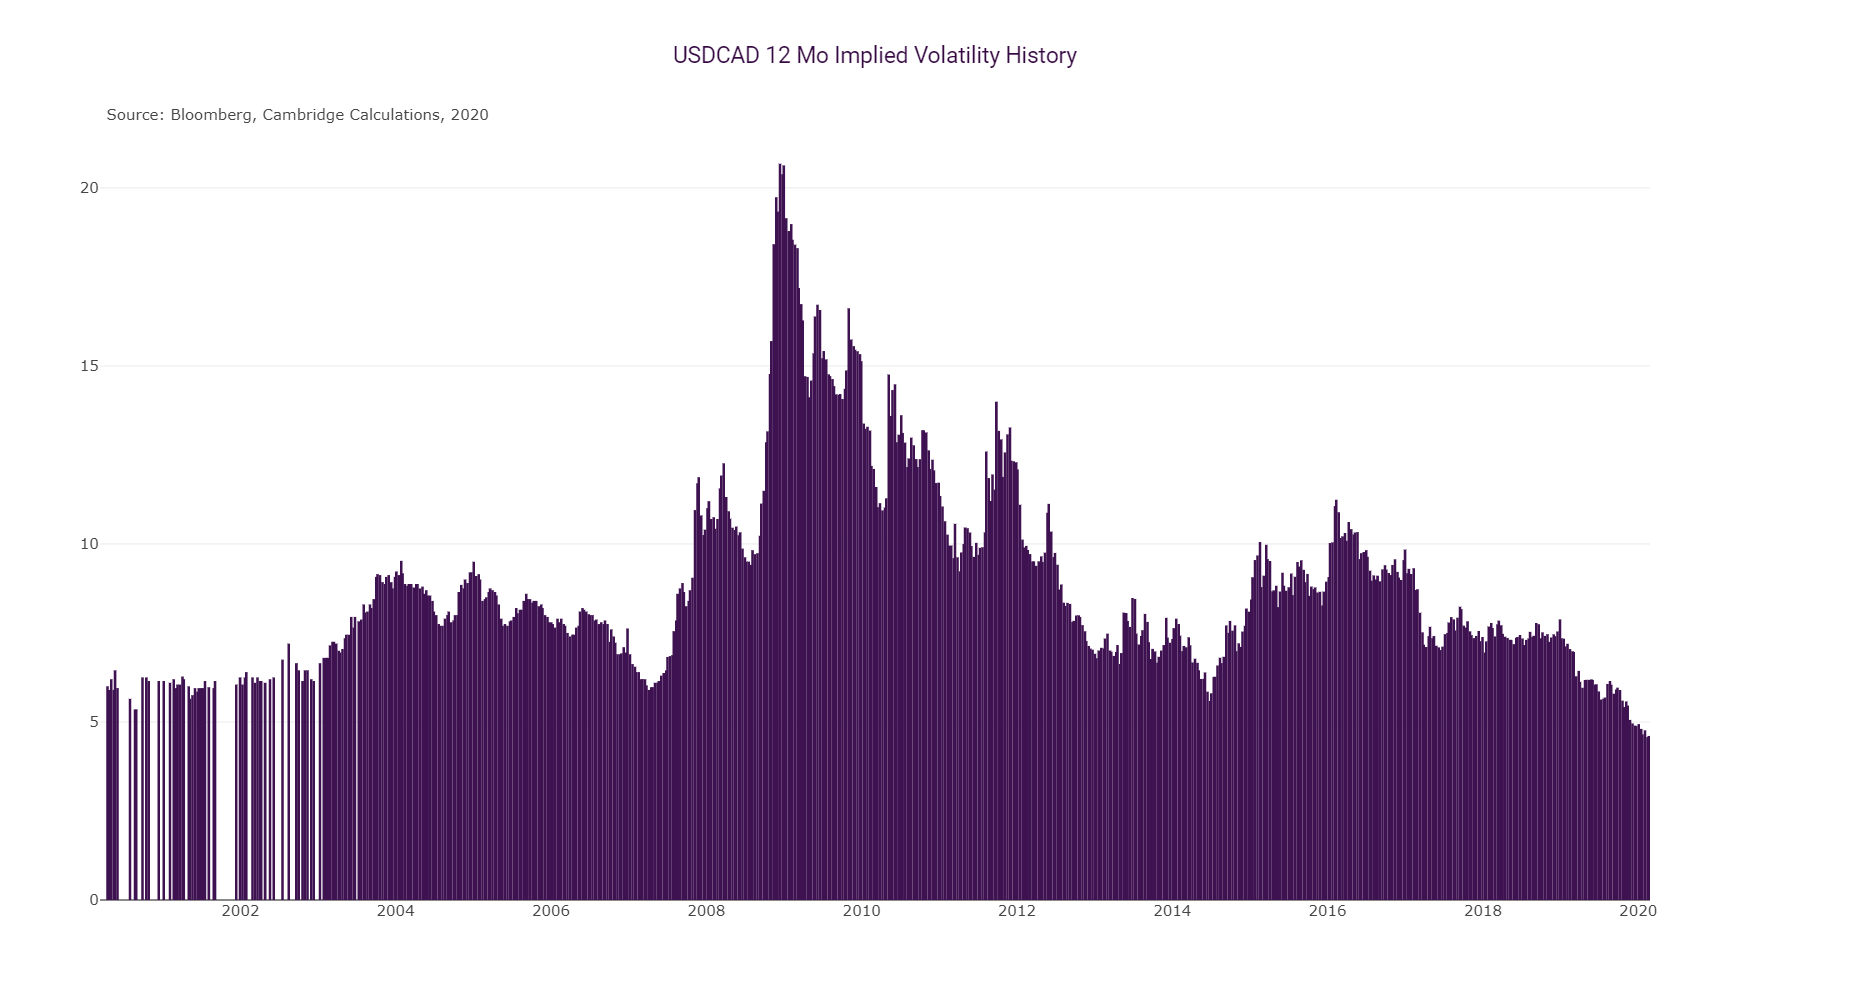 USDCAD 12 Mo Implied Volatility History
Source: Bloomberg, Cambridge Calculations, 2020
20
15
10
5
0
2002 2004 2006 2008 2010 2012 2014 2016 2018 2020